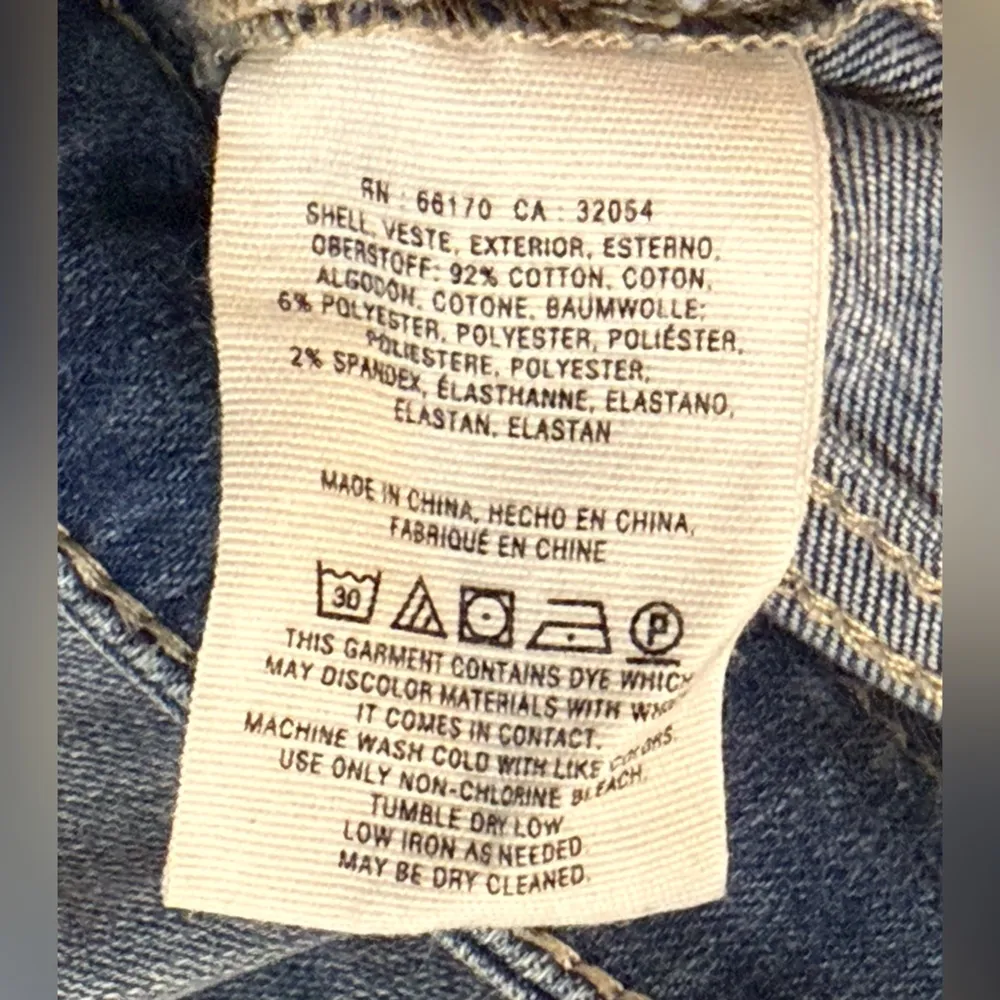 RN : 66170 CA : 32054
SHELL, VESTE, EXTERIOR, ESTERNO,
OBERSTOFF: 92% COTTON, COTON,
ALGODÓN, COTONE, BAUMWOLLE;
6% POLYESTER, POLYESTER, POLIÉSTER,
POLIESTERE, POLYESTER;
2% SPANDEX, ÉLASTHANNE, ELASTANO,
ELASTAN, ELASTAN
MADE IN CHINA, HECHO EN CHINA,
FABRIQUÉ EN CHINE
30 P
THIS GARMENT CONTAINS DYE WHICH
MAY DISCOLOR MATERIALS WITH
IT COMES IN CONTACT.
MACHINE WASH COLD WITH LIKE COLORS.
USE ONLY NON-CHLORINE BLEACH.
TUMBLE DRY LOW
LOW IRON AS NEEDED
MAY BE DRY CLEANED.